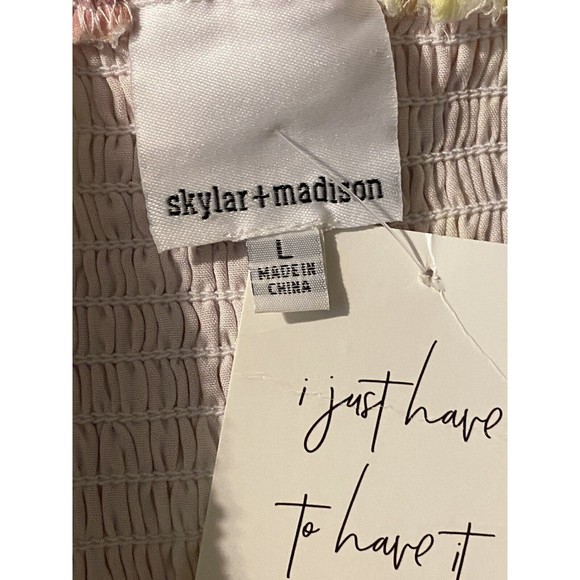 skylar+madison
L
MADE IN
CHINA
i just have
to have it